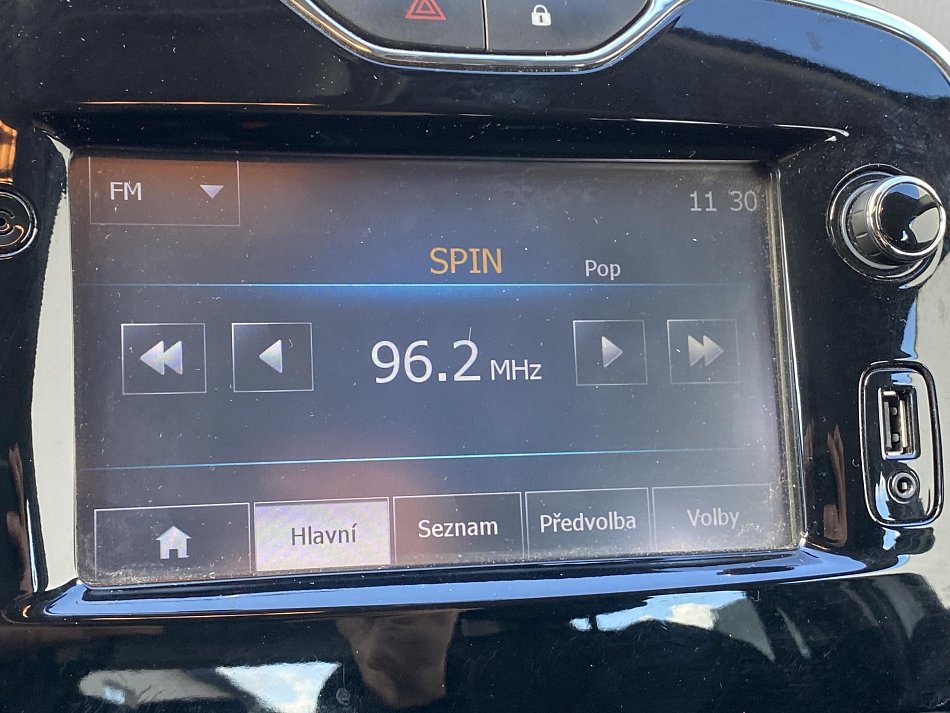 FM
11 30
SPIN Pop
96.2 MHz
Hlavní Seznam Předvolba Volby